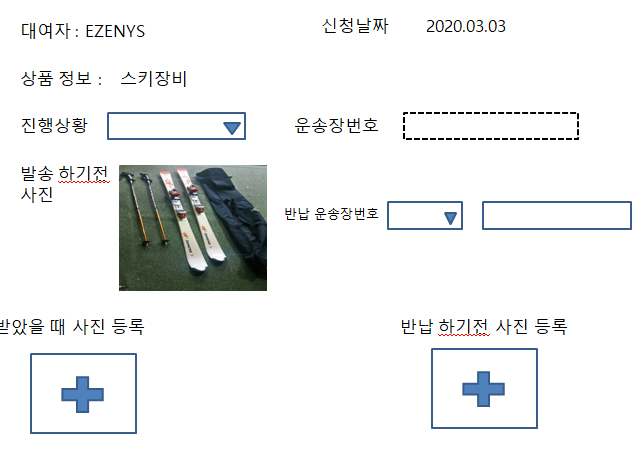 대여자 : EZENYS
신청날짜 2020.03.03
상품 정보 : 스키장비
진행상황
운송장번호
발송 하기전
사진
반납 운송장번호
받았을 때 사진 등록
반납 하기전 사진 등록